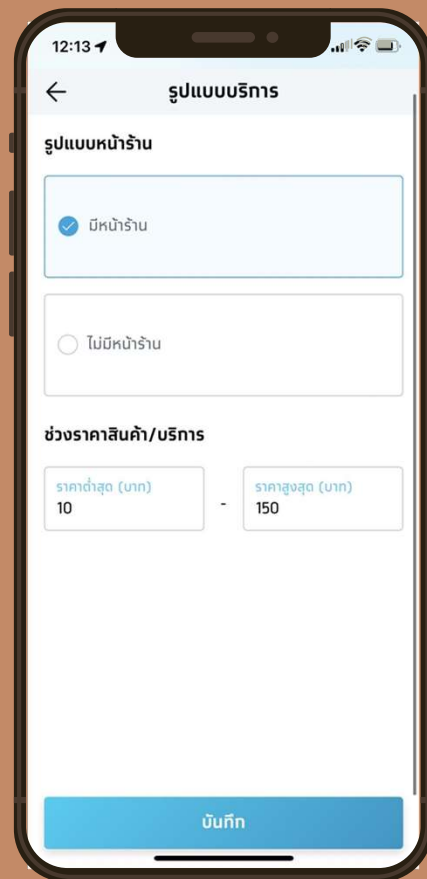 12:13
รูปแบบบริการ
รูปแบบหน้าร้าน
มีหน้าร้าน
ไม่มีหน้าร้าน
ช่วงราคาสินค้า/บริการ
ราคาต่ำสุด (บาท)
10
-
ราคาสูงสุด (บาท)
150
บันทึก